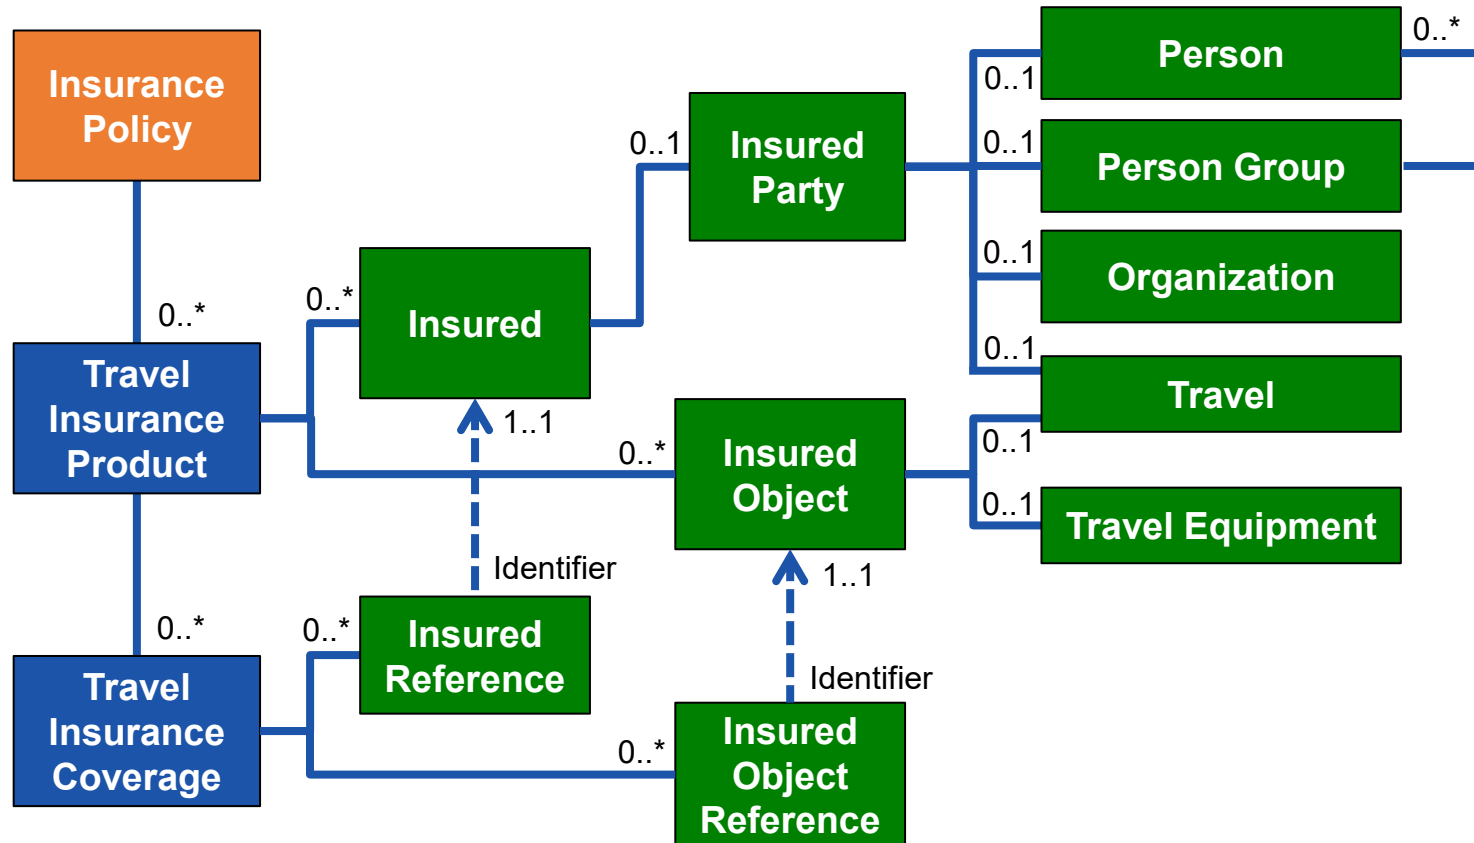 Insurance
Policy
0..*
Travel
Insurance
Product
0..*
Travel
Insurance
Coverage
0..*
Insured
1..1
Identifier
0..*
Insured
Reference
0..1
Insured
Party
0..*
Insured
Object
1..1
Identifier
0..*
Insured
Object
Reference
0..1
Person
0..*
0..1
Person Group
0..1
Organization
0..1
Travel
0..1
0..1
Travel Equipment